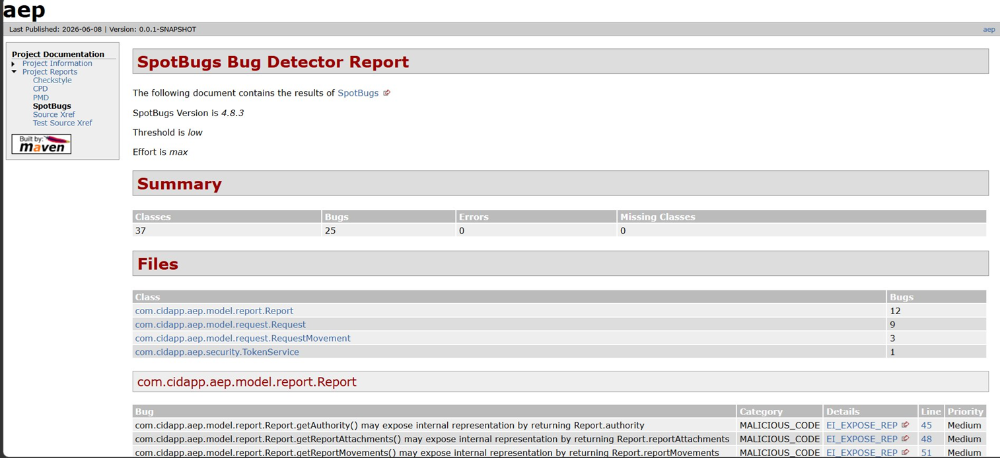 aep
Last Published: 2026-06-08 | Version: 0.0.1-SNAPSHOT aep
Project Documentation
Project Information
Project Reports
Checkstyle
CPD
PMD
SpotBugs
Source Xref
Test Source Xref
Built by:
maven
SpotBugs Bug Detector Report
The following document contains the results of SpotBugs
SpotBugs Version is 4.8.3
Threshold is low
Effort is max
Summary
Classes Bugs Errors Missing Classes
37 25 0 0
Files
Class Bugs
com.cidapp.aep.model.report.Report 12
com.cidapp.aep.model.request.Request 9
com.cidapp.aep.model.request.RequestMovement 3
com.cidapp.aep.security.TokenService 1
com.cidapp.aep.model.report.Report
Bug Category Details Line Priority
com.cidapp.aep.model.report.Report.getAuthority() may expose internal representation by returning Report.authority MALICIOUS_CODE EI_EXPOSE_REP 45 Medium
com.cidapp.aep.model.report.Report.getReportAttachments() may expose internal representation by returning Report.reportAttachments MALICIOUS_CODE EI_EXPOSE_REP 48 Medium
com.cidapp.aep.model.report.Report.getReportMovements() may expose internal representation by returning Report.reportMovements MALICIOUS_CODE EI_EXPOSE_REP 51 Medium